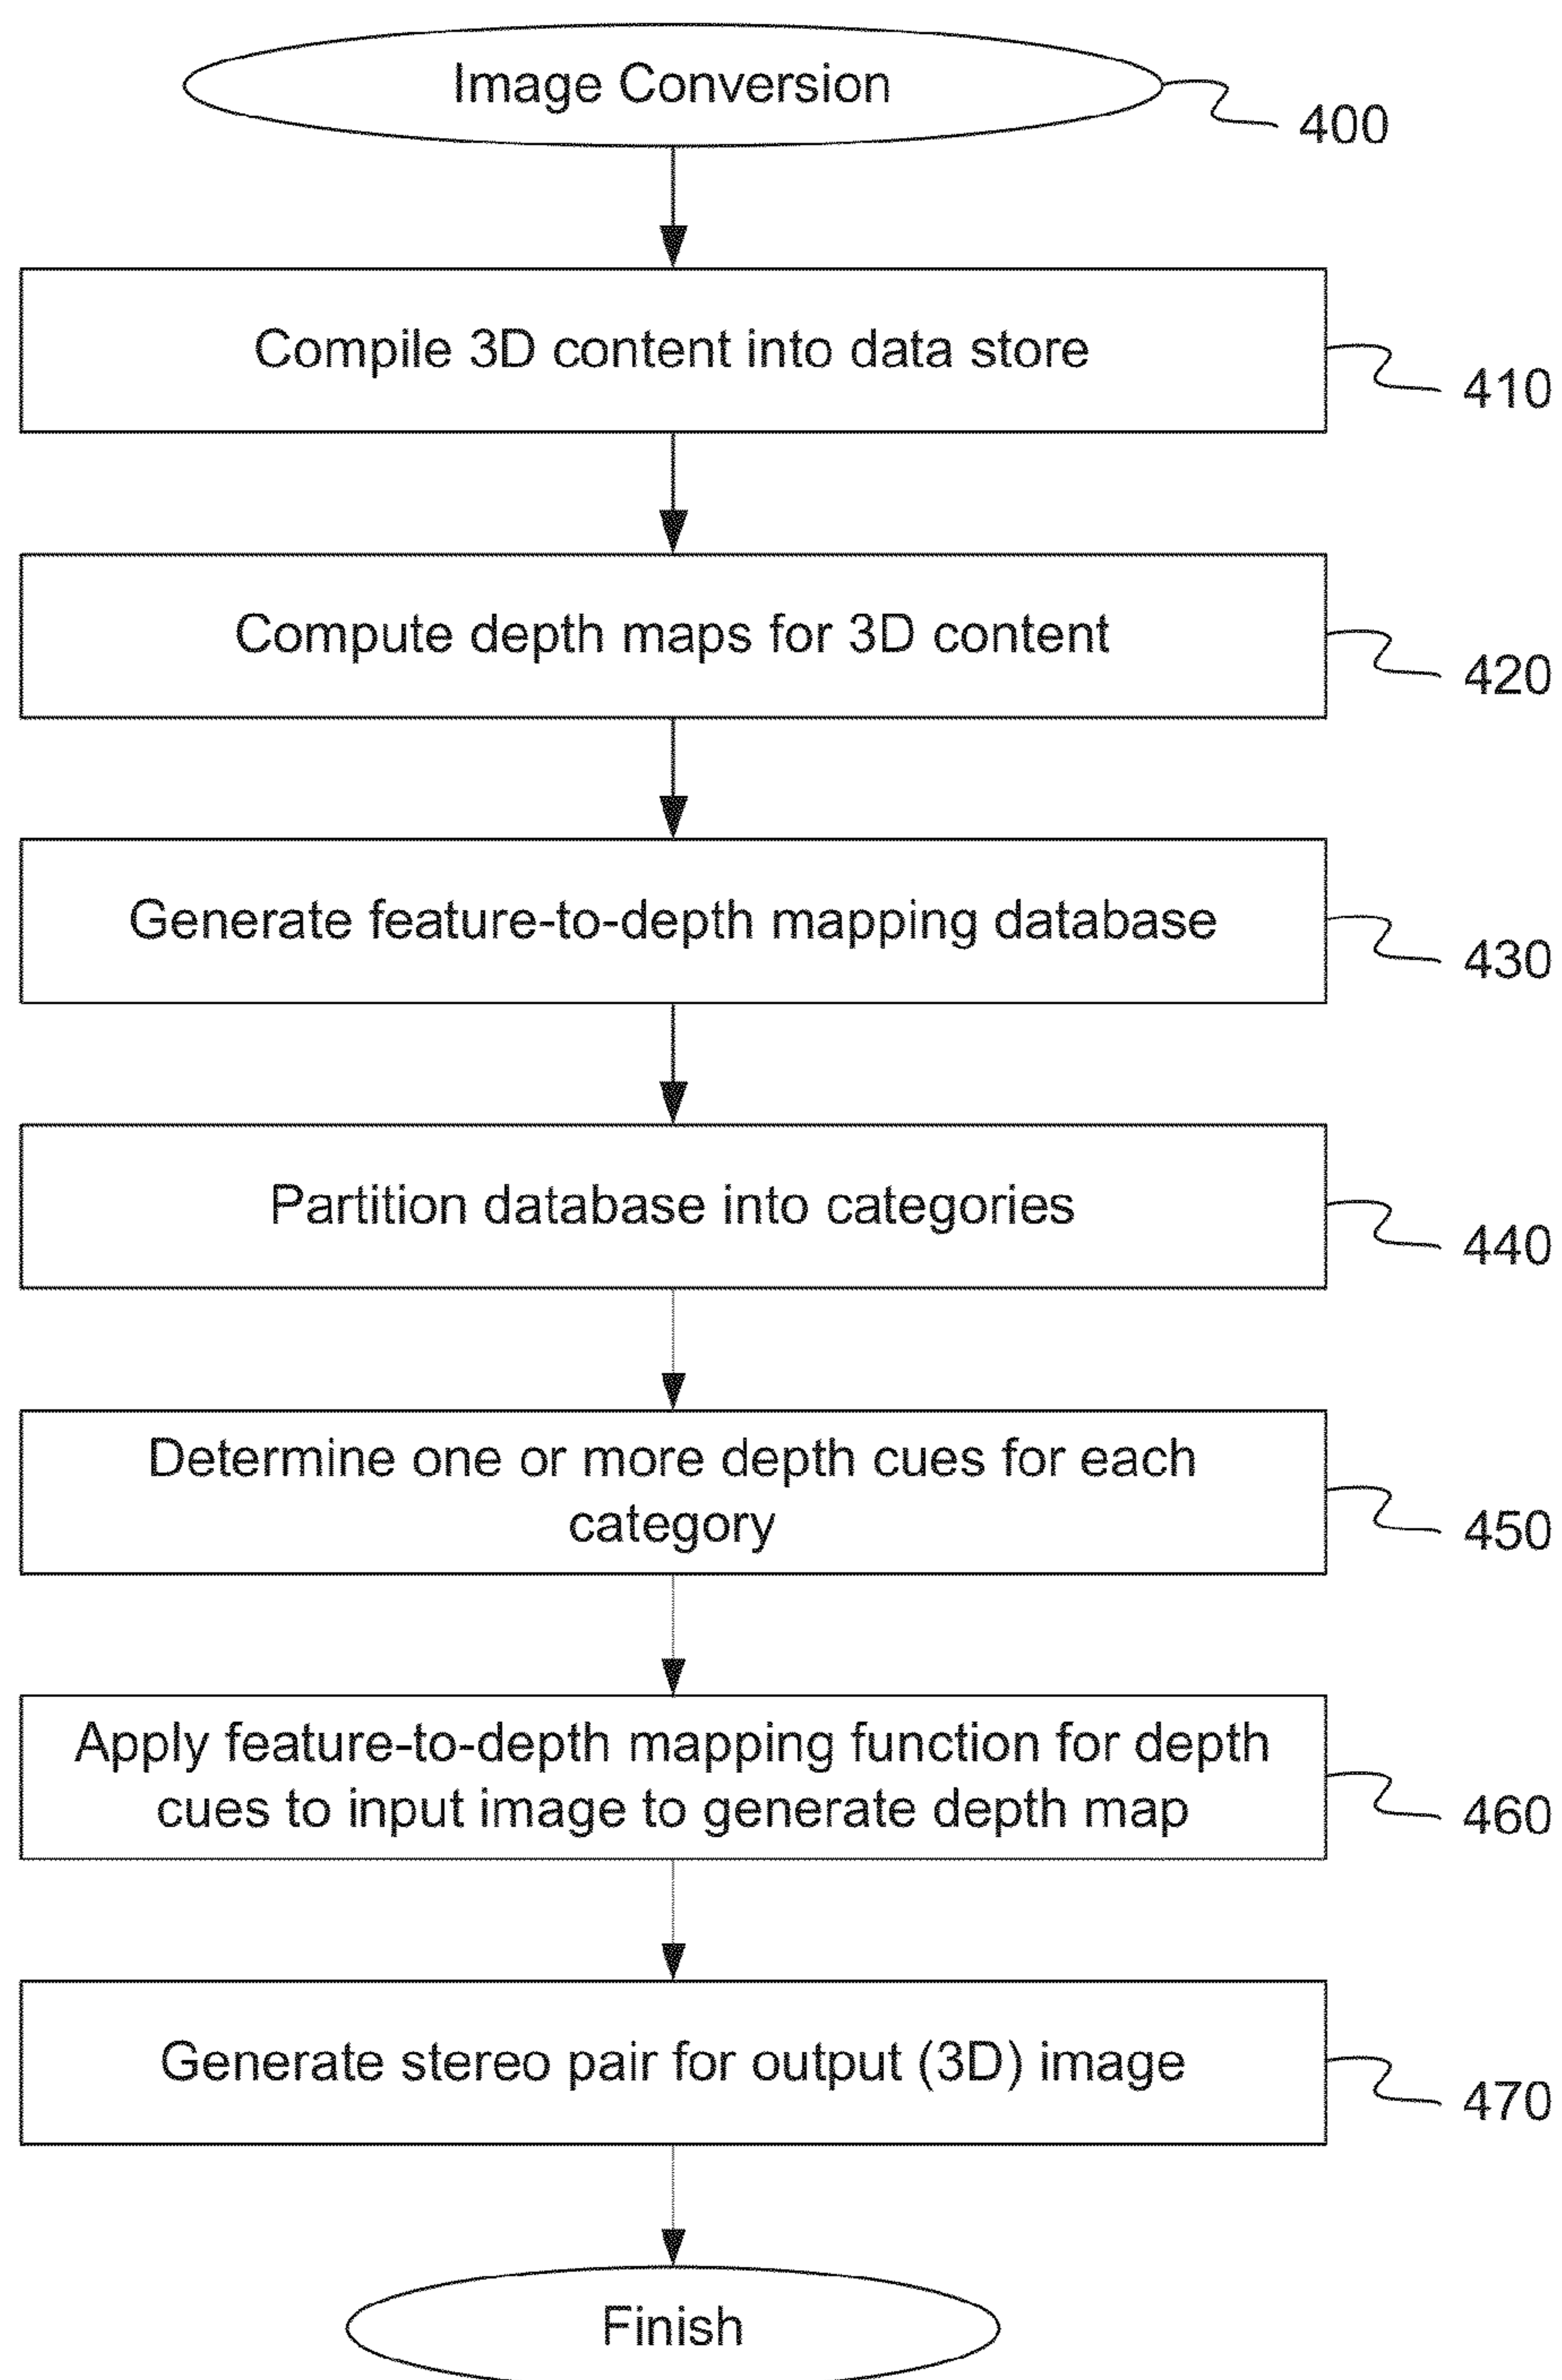 Image Conversion
400
Compile 3D content into data store
410
Compute depth maps for 3D content
420
Generate feature-to-depth mapping database
430
Partition database into categories
440
Determine one or more depth cues for each
category
450
Apply feature-to-depth mapping function for depth
cues to input image to generate depth map
460
Generate stereo pair for output (3D) image
470
Finish